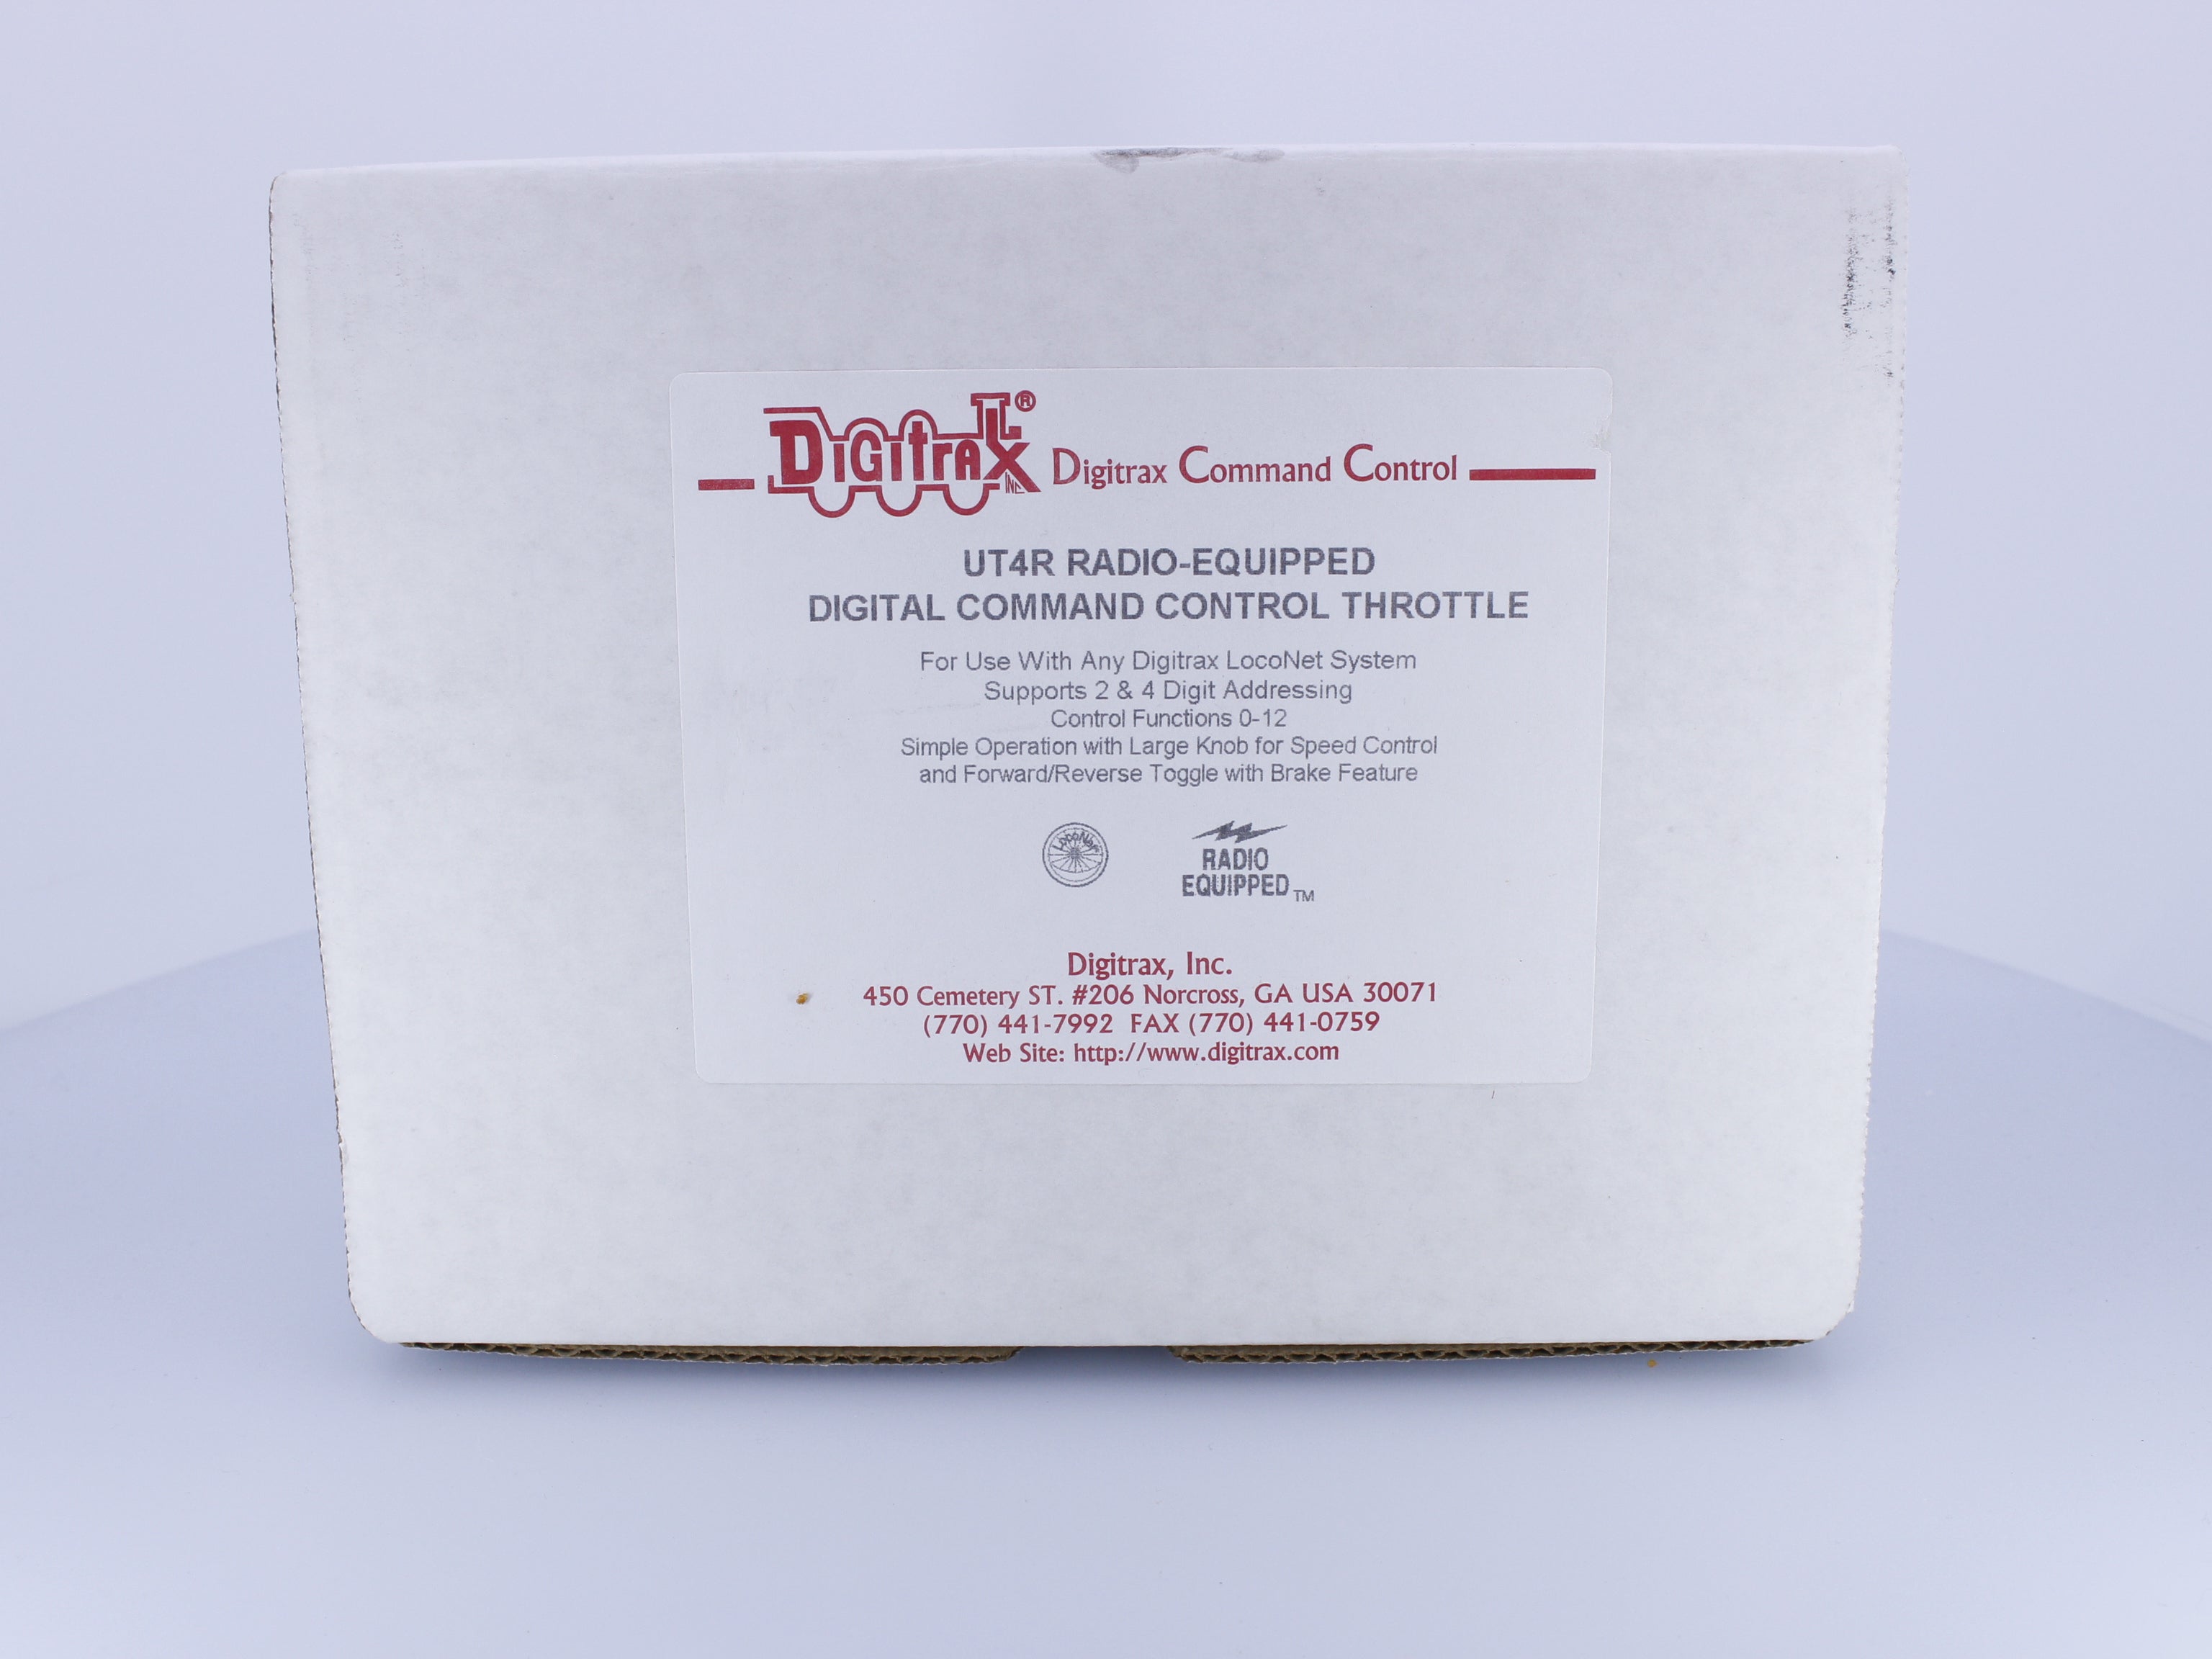 DIGITRAX INC. ® Digitrax Command Control
UT4R RADIO-EQUIPPED
DIGITAL COMMAND CONTROL THROTTLE
For Use With Any Digitrax LocoNet System
Supports 2 & 4 Digit Addressing
Control Functions 0-12
Simple Operation with Large Knob for Speed Control
and Forward/Reverse Toggle with Brake Feature
LocoNet
RADIO
EQUIPPED TM
Digitrax, Inc.
450 Cemetery ST. #206 Norcross, GA USA 30071
(770) 441-7992 FAX (770) 441-0759
Web Site: http://www.digitrax.com